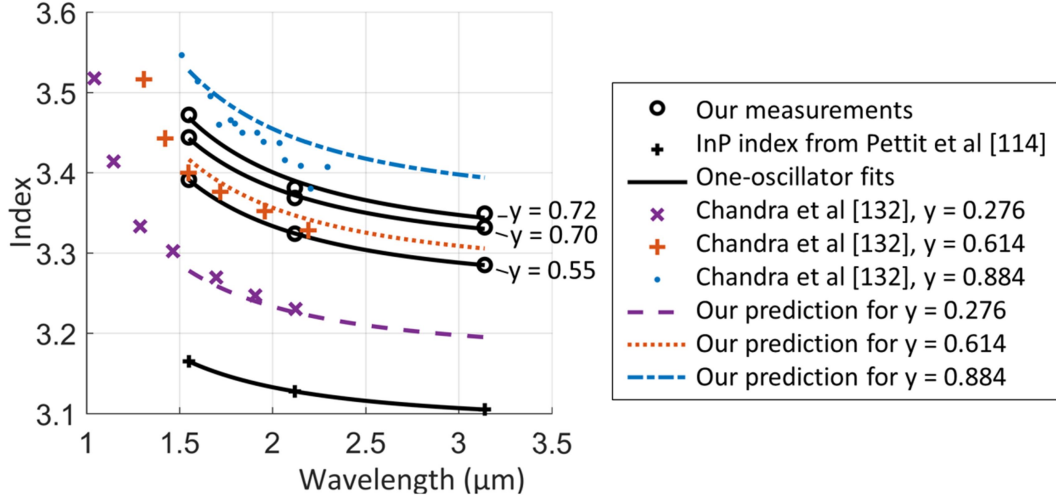 3.6
3.5
3.4
3.3
3.2
3.1
Index
1 1.5 2 2.5 3 3.5
Wavelength (μm)
y = 0.72
y = 0.70
y = 0.55
Our measurements
InP index from Pettit et al [114]
One-oscillator fits
Chandra et al [132], y = 0.276
Chandra et al [132], y = 0.614
Chandra et al [132], y = 0.884
Our prediction for y = 0.276
Our prediction for y = 0.614
Our prediction for y = 0.884